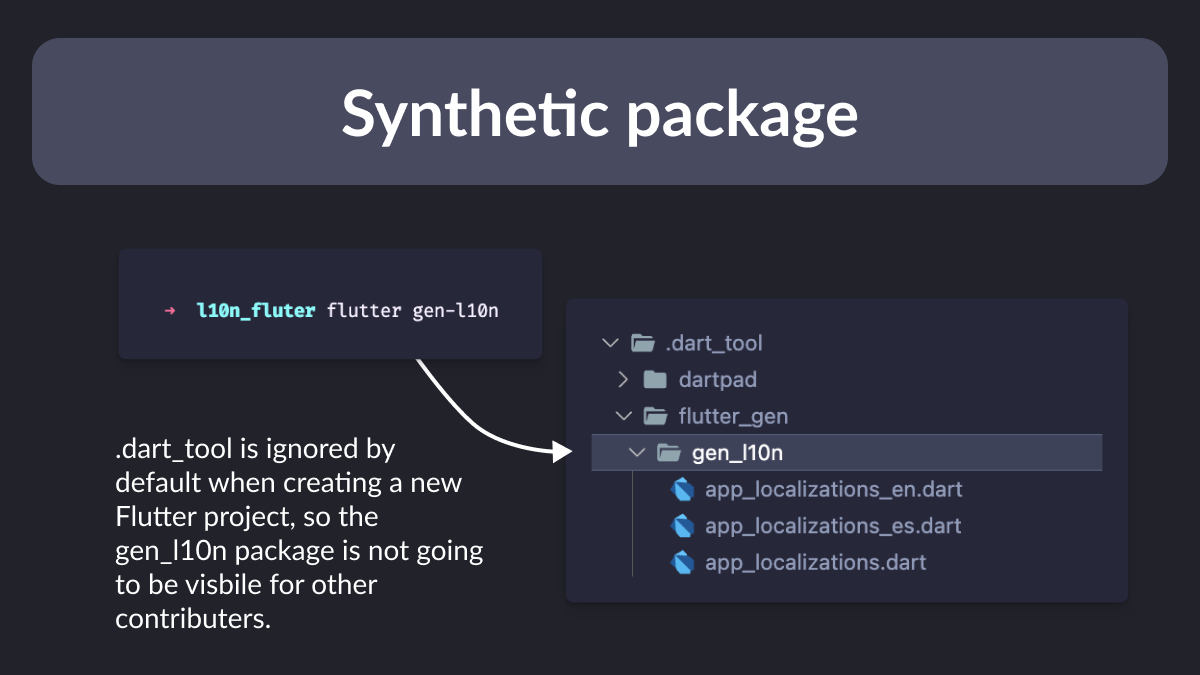 Synthetic package
→ l10n_fluter flutter gen-l10n
.dart_tool is ignored by
default when creating a new
Flutter project, so the
gen_l10n package is not going
to be visbile for other
contributers.
.dart_tool
dartpad
flutter_gen
gen_l10n
app_localizations_en.dart
app_localizations_es.dart
app_localizations.dart